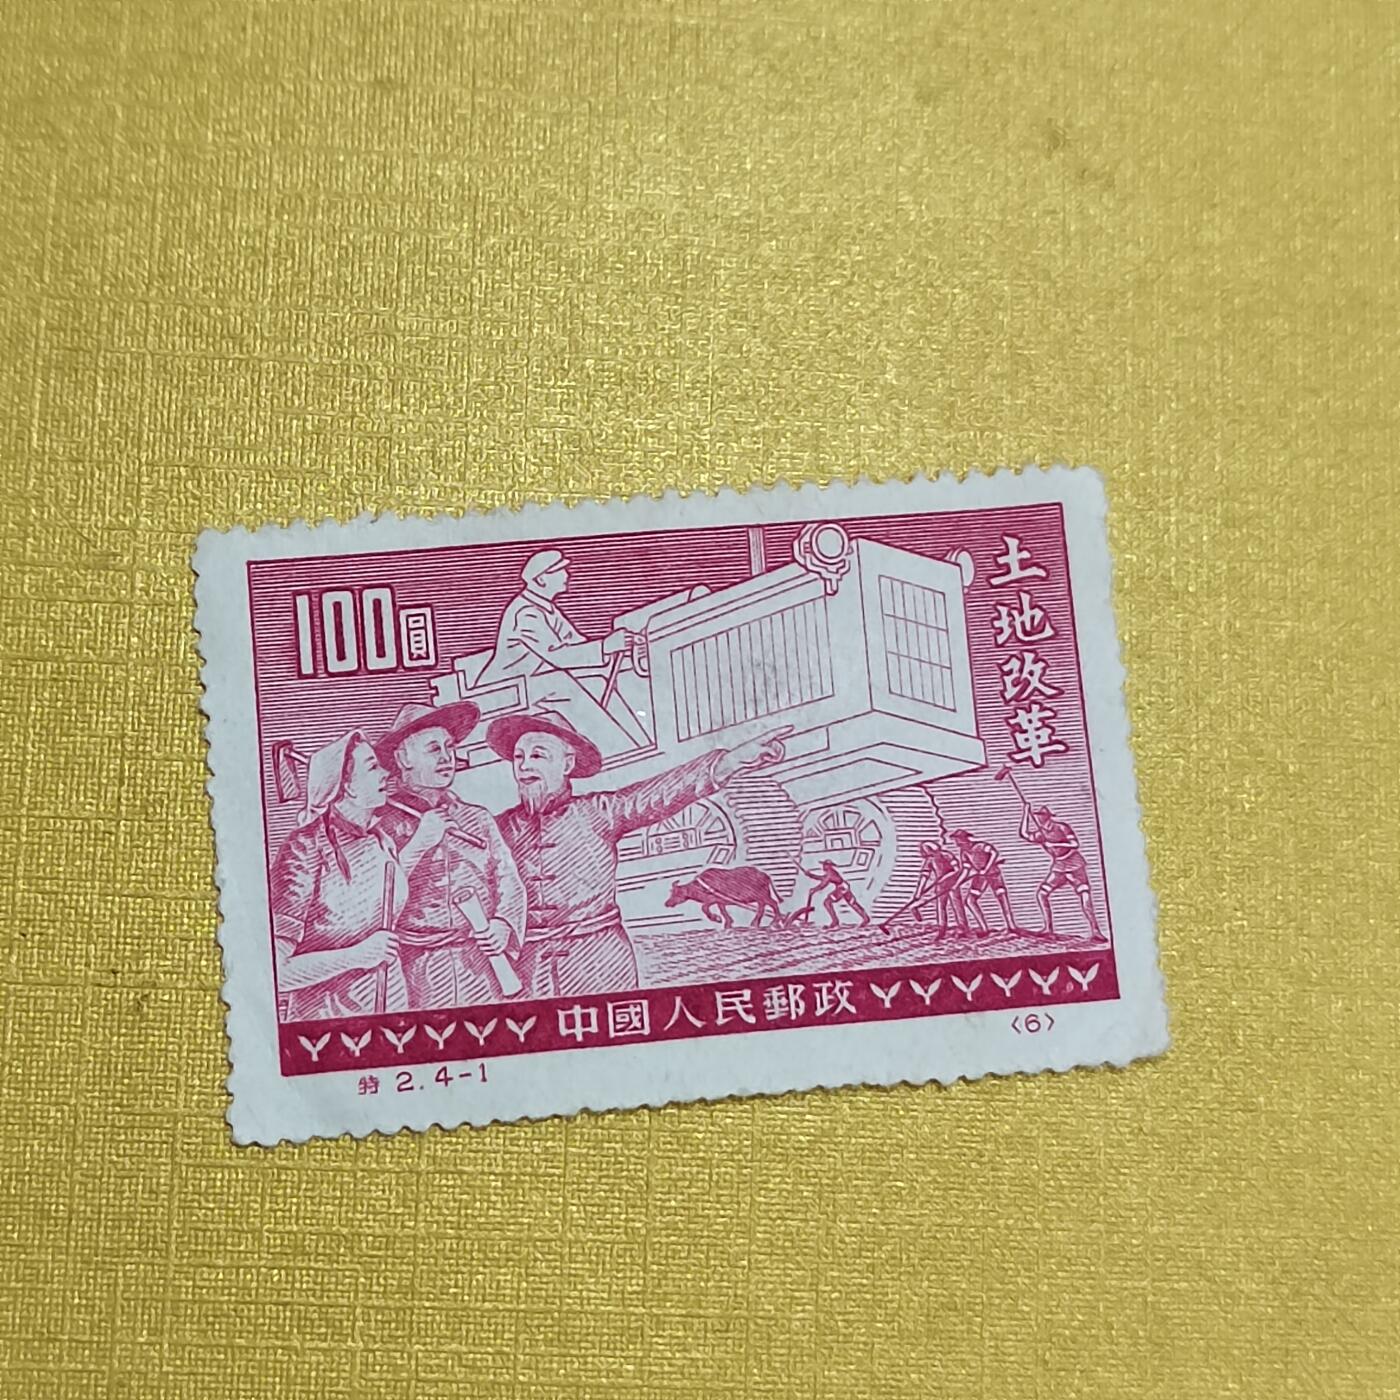 100圓
土地改革
中國人民郵政
特 2.4-1
〈6〉